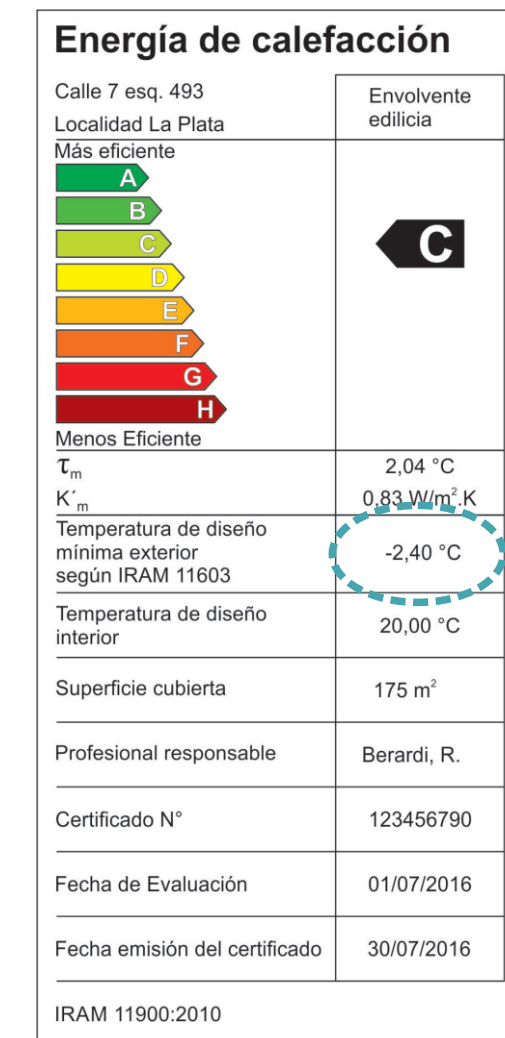 Energía de calefacción
Calle 7 esq. 493
Localidad La Plata
Envolvente
edilicia
Más eficiente
A
B
C
D
E
F
G
H
C
Menos Eficiente
τm 2,04 °C
K´m 0,83 W/m².K
Temperatura de diseño
mínima exterior
según IRAM 11603
-2,40 °C
Temperatura de diseño
interior
20,00 °C
Superficie cubierta 175 m²
Profesional responsable Berardi, R.
Certificado N° 123456790
Fecha de Evaluación 01/07/2016
Fecha emisión del certificado 30/07/2016
IRAM 11900:2010